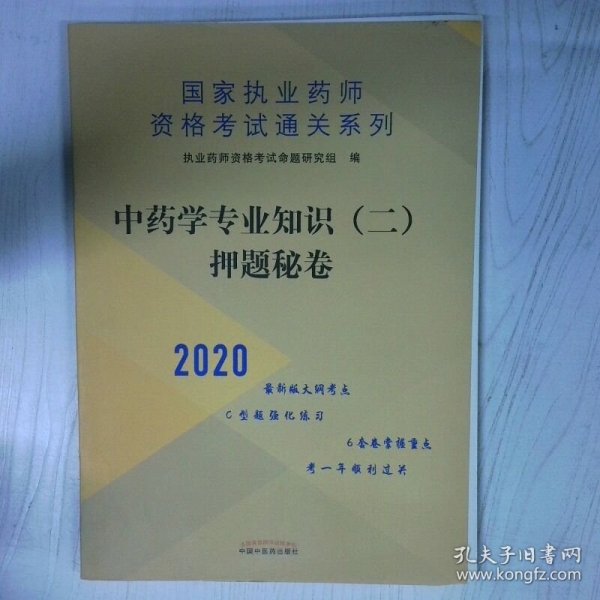 国家执业药师
资格考试通关系列
执业药师资格考试命题研究组 编
中药学专业知识（二）
押题秘卷
2020
最新版大纲考点
C型题强化练习
6套卷掌握重点
考一年顺利过关
中国中医药出版社
孔夫子旧书网
www.kongfz.com